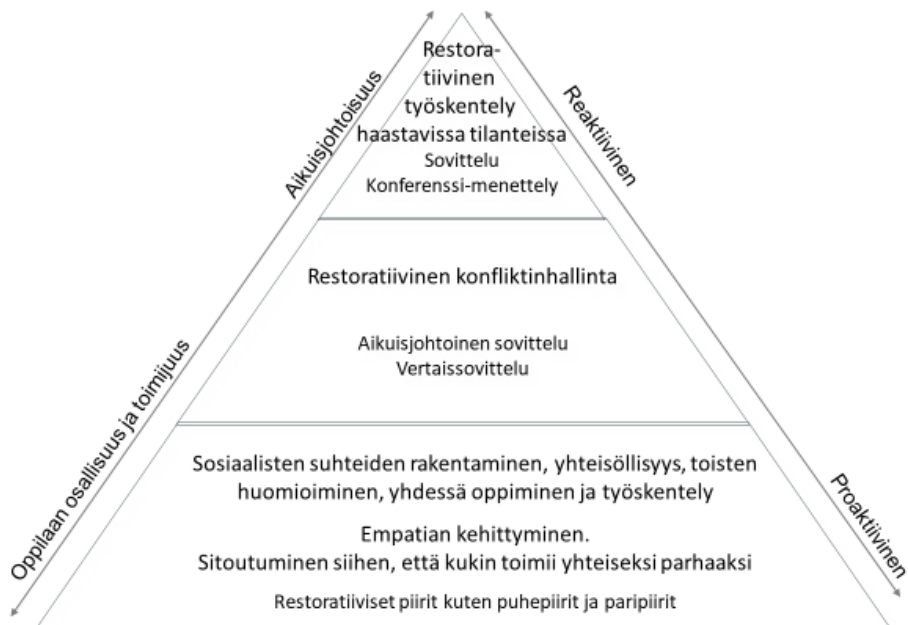 Restora-
tiivinen
työskentely
haastavissa tilanteissa
Sovittelu
Konferenssi-menettely
Aikuisjohtoisuus
Reaktiivinen
Restoratiivinen konfliktinhallinta
Aikuisjohtoinen sovittelu
Vertaissovittelu
Oppilaan osallisuus ja toimijuus
Proaktiivinen
Sosiaalisten suhteiden rakentaminen, yhteisöllisyys, toisten
huomioiminen, yhdessä oppiminen ja työskentely
Empatian kehittyminen.
Sitoutuminen siihen, että kukin toimii yhteiseksi parhaaksi
Restoratiiviset piirit kuten puhepiirit ja paripiirit